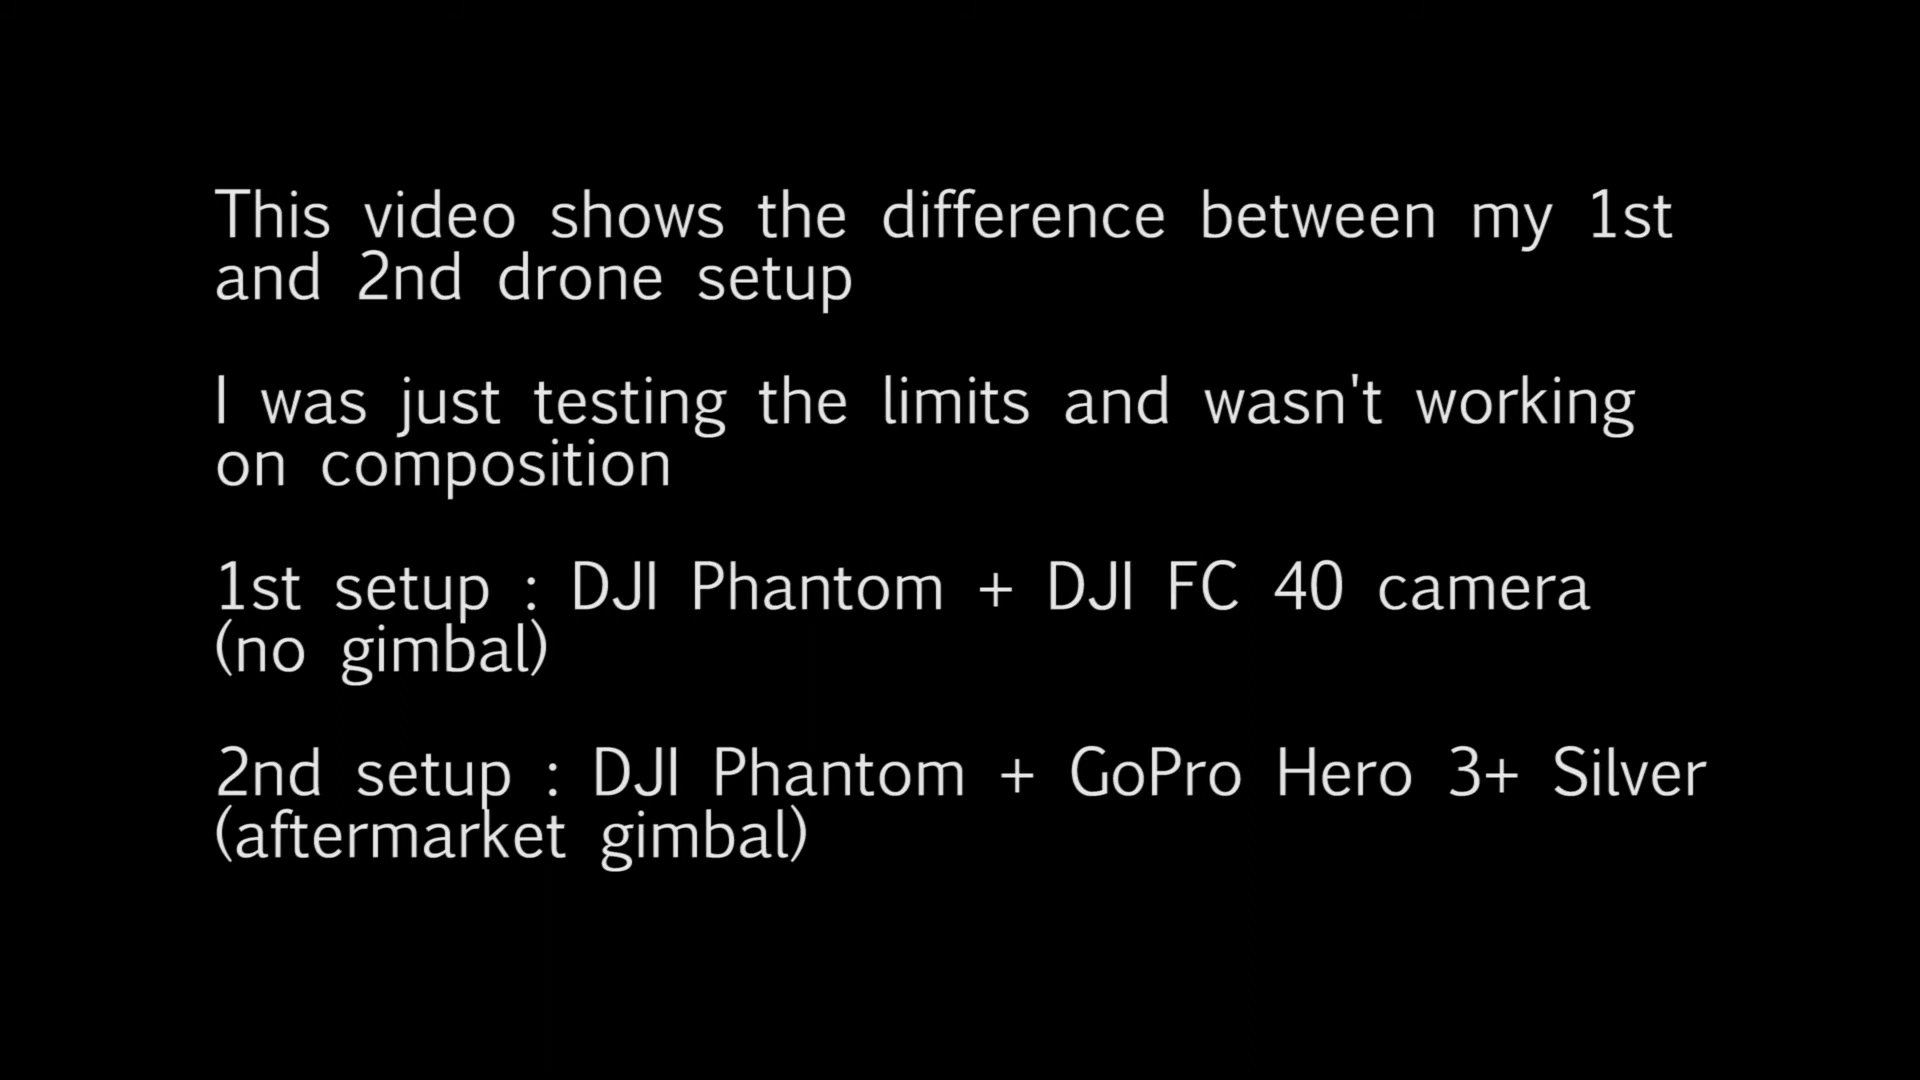 This video shows the difference between my 1st
and 2nd drone setup
I was just testing the limits and wasn't working
on composition
1st setup : DJI Phantom + DJI FC 40 camera
(no gimbal)
2nd setup : DJI Phantom + GoPro Hero 3+ Silver
(aftermarket gimbal)